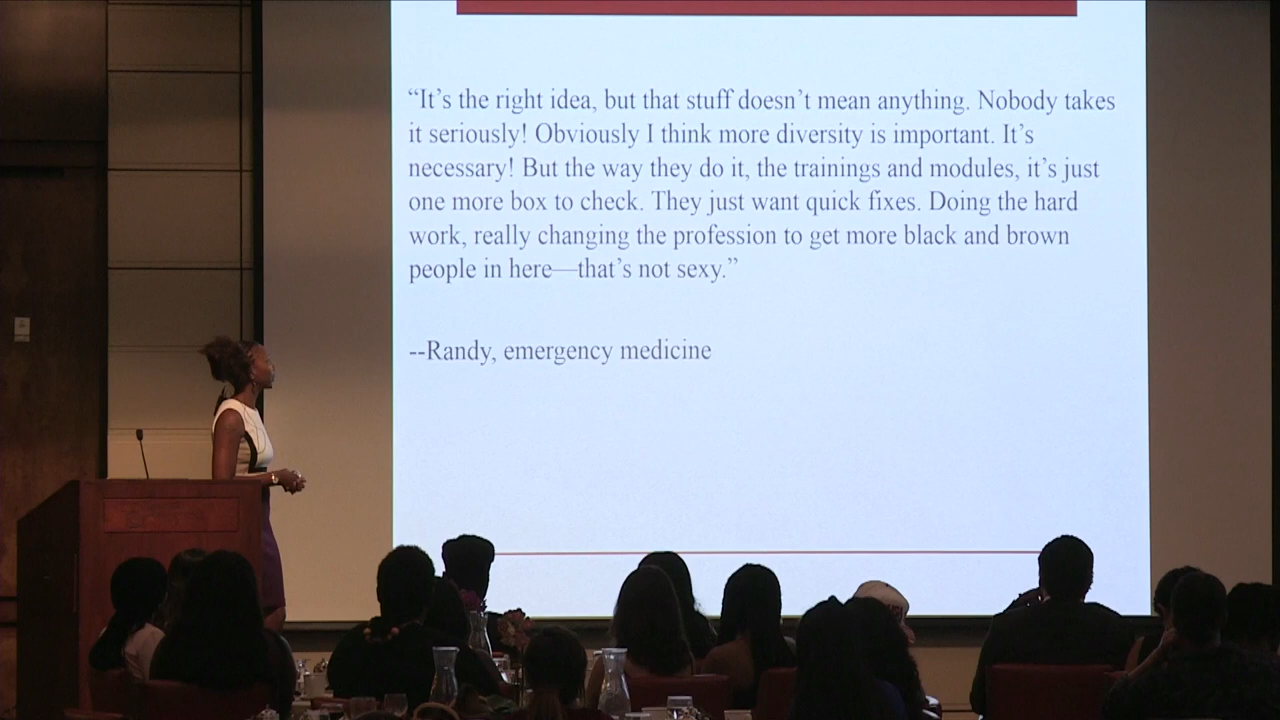 “It’s the right idea, but that stuff doesn’t mean anything. Nobody takes
it seriously! Obviously I think more diversity is important. It’s
necessary! But the way they do it, the trainings and modules, it’s just
one more box to check. They just want quick fixes. Doing the hard
work, really changing the profession to get more black and brown
people in here—that’s not sexy.”
--Randy, emergency medicine